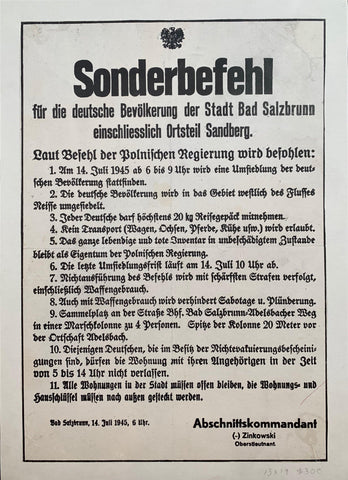 Sonderbefehl
für die deutsche Bevölkerung der Stadt Bad Salzbrunn
einschliesslich Ortsteil Sandberg.
Laut Befehl der Polnischen Regierung wird befohlen:
1. Am 14. Juli 1945 ab 6 bis 9 Uhr wird eine Umsiedlung der deut-
schen Bevölkerung stattfinden.
2. Die deutsche Bevölkerung wird in das Gebiet westlich des Flusses
Neisse umgesiedelt.
3. Jeder Deutsche darf höchstens 20 kg Reisegepäck mitnehmen.
4. Kein Transport (Wagen, Ochsen, Pferde, Kühe usw.) wird erlaubt.
5. Das ganze lebendige und tote Inventar in unbeschädigtem Zustande
bleibt als Eigentum der Polnischen Regierung.
6. Die letzte Umsiedlungsfrist läuft am 14. Juli 10 Uhr ab.
7. Nichtausführung des Befehls wird mit schärfsten Strafen verfolgt,
einschließlich Waffengebrauch.
8. Auch mit Waffengebrauch wird verhindert Sabotage u. Plünderung.
9. Sammelplatz an der Straße Bhf. Bad Salzbrunn-Adelsbacher Weg
in einer Marschkolonne zu 4 Personen. Spitze der Kolonne 20 Meter vor
der Ortschaft Adelsbach.
10. Diejenigen Deutschen, die im Besitz der Nichtevakuierungsbescheini-
gungen sind, dürfen die Wohnung mit ihren Angehörigen in der Zeit
von 5 bis 14 Uhr nicht verlassen.
11. Alle Wohnungen in der Stadt müssen offen bleiben, die Wohnungs- und
Hausschlüssel müssen nach außen gesteckt werden.
Bad Salzbrunn, 14. Juli 1945, 6 Uhr.
Abschnittskommandant
(-) Zinkowski
Oberstleutnant.
13x19 $300